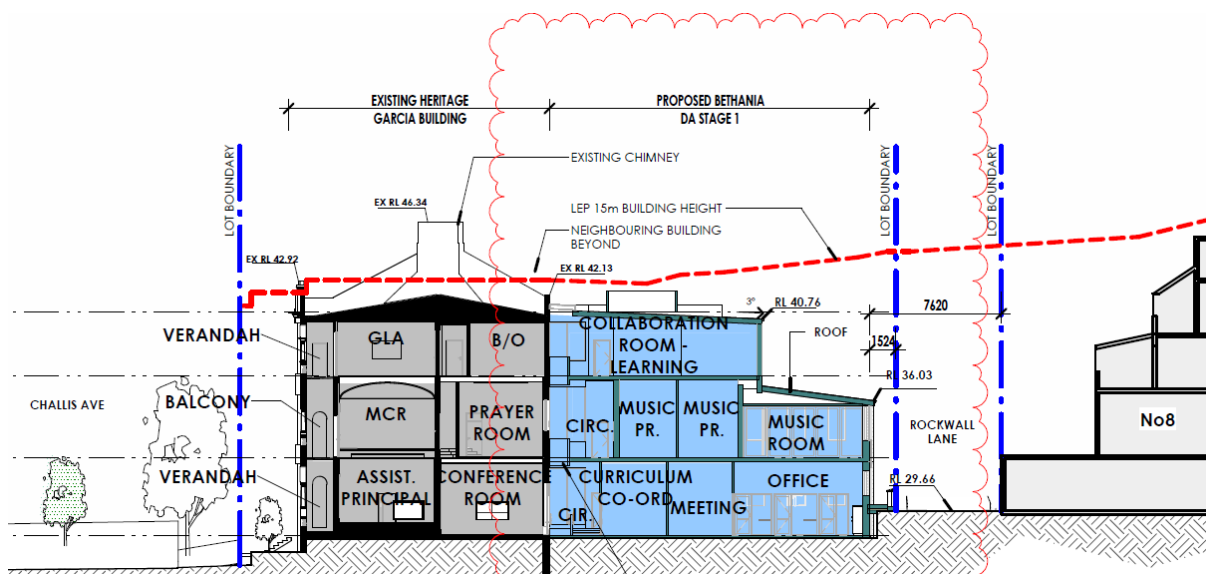 EXISTING HERITAGE
GARCIA BUILDING
PROPOSED BETHANIA
DA STAGE 1
LOT BOUNDARY
EXISTING CHIMNEY
LOT BOUNDARY
LOT BOUNDARY
EX RL 46.34
LEP 15m BUILDING HEIGHT
NEIGHBOURING BUILDING
BEYOND
EX RL 42.92
EX RL 42.13
3°
RL 40.76
7620
VERANDAH
GLA
B/O
COLLABORATION
ROOM -
LEARNING
ROOF
1524
RL 36.03
CHALLIS AVE
BALCONY
MCR
PRAYER
ROOM
CIRC.
MUSIC
PR.
MUSIC
PR.
MUSIC
ROOM
ROCKWALL
LANE
No8
VERANDAH
ASSIST.
PRINCIPAL
CONFERENCE
ROOM
CIR.
CURRICULUM
CO-ORD
MEETING
OFFICE
RL 29.66